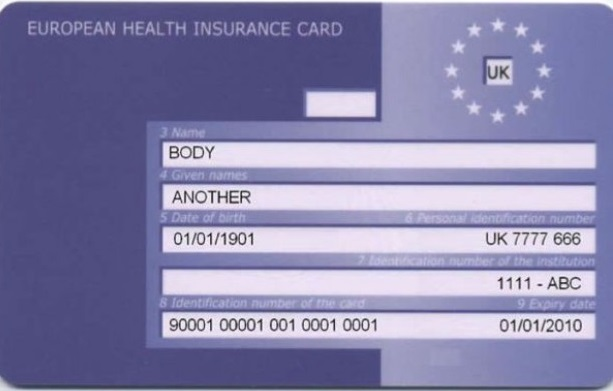 EUROPEAN HEALTH INSURANCE CARD
UK
3 Name
BODY
4 Given names
ANOTHER
5 Date of birth 6 Personal identification number
01/01/1901 UK 7777 666
7 Identification number of the institution
1111 - ABC
8 Identification number of the card 9 Expiry date
90001 00001 001 0001 0001 01/01/2010